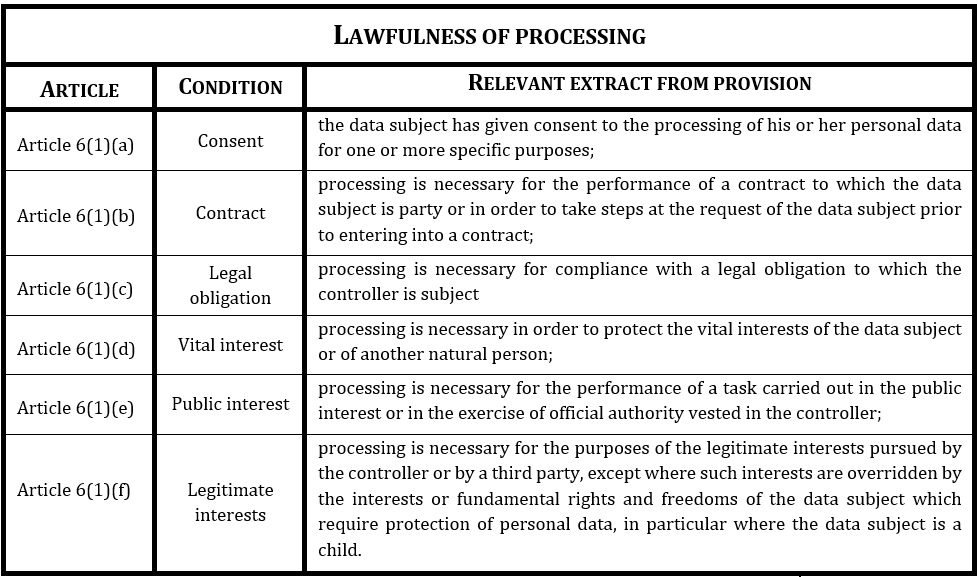 LAWFULNESS OF PROCESSING
ARTICLE CONDITION RELEVANT EXTRACT FROM PROVISION
Article 6(1)(a)
Consent
the data subject has given consent to the processing of his or her personal data
for one or more specific purposes;
Article 6(1)(b)
Contract
processing is necessary for the performance of a contract to which the data
subject is party or in order to take steps at the request of the data subject prior
to entering into a contract;
Article 6(1)(c)
Legal
obligation
processing is necessary for compliance with a legal obligation to which the
controller is subject
Article 6(1)(d)
Vital interest
processing is necessary in order to protect the vital interests of the data subject
or of another natural person;
Article 6(1)(e)
Public interest
processing is necessary for the performance of a task carried out in the public
interest or in the exercise of official authority vested in the controller;
Article 6(1)(f)
Legitimate
interests
processing is necessary for the purposes of the legitimate interests pursued by
the controller or by a third party, except where such interests are overridden by
the interests or fundamental rights and freedoms of the data subject which
require protection of personal data, in particular where the data subject is a
child.